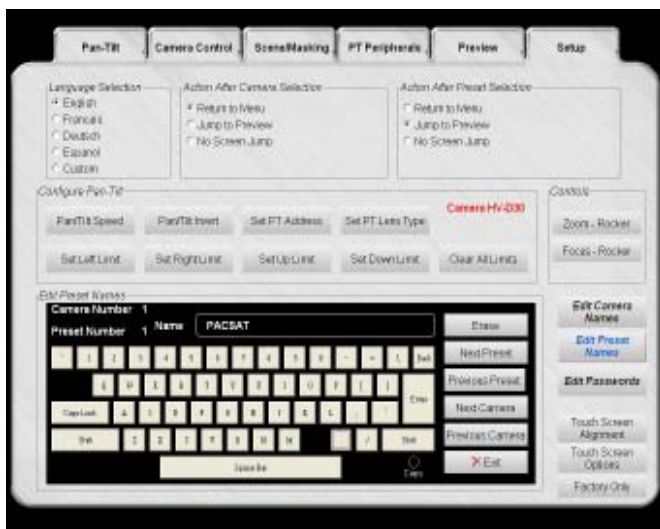 Pan-Tilt Camera Control Scene/Masking PT Peripherals Preview Setup
Language Selection Action After Camera Selection Action After Preset Selection
English Return to Menu Return to Menu
Francais Jump to Preview Jump to Preview
Deutsch No Screen Jump No Screen Jump
Espanol
Custom
Configure Pan-Tilt Controls
Camera HV-D30
Pan/Tilt Speed Pan/Tilt Invert Set PT Address Set PT Lens Type Zoom - Rocker
Set Left Limit Set Right Limit Set Up Limit Set Down Limit Clear All Limits Focus - Rocker
Edit Preset Names
Camera Number 1
Preset Number 1 Name PACSAT
Erase
Next Preset
Previous Preset
Next Camera
Previous Camera
Exit
Enter
Caps Lock
Shift
Space Bar
Caps
Edit Camera
Names
Edit Preset
Names
Edit Passwords
Touch Screen
Alignment
Touch Screen
Options
Factory Only